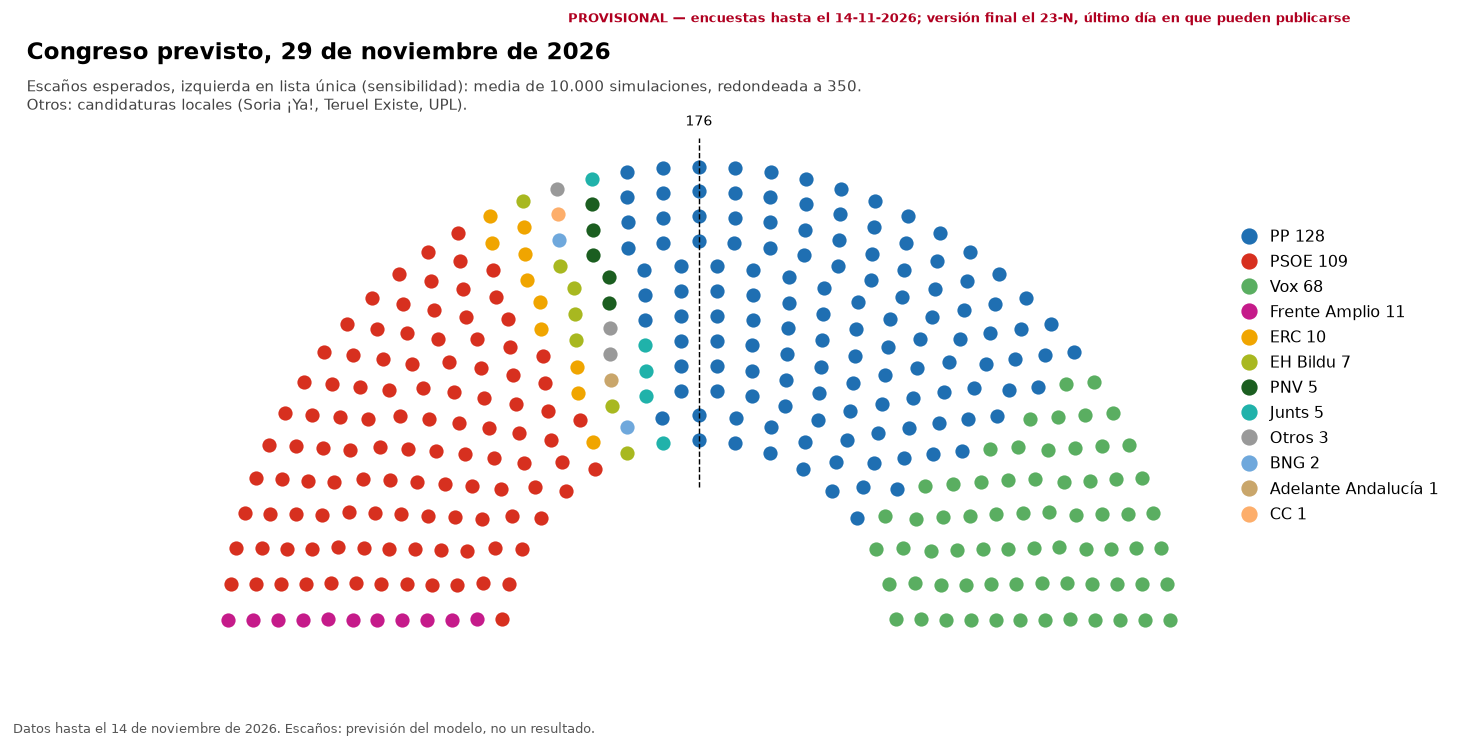 PROVISIONAL — encuestas hasta el 14-11-2026; versión final el 23-N, último día en que pueden publicarse
Congreso previsto, 29 de noviembre de 2026
Escaños esperados, izquierda en lista única (sensibilidad): media de 10.000 simulaciones, redondeada a 350.
Otros: candidaturas locales (Soria ¡Ya!, Teruel Existe, UPL).
176
PP 128
PSOE 109
Vox 68
Frente Amplio 11
ERC 10
EH Bildu 7
PNV 5
Junts 5
Otros 3
BNG 2
Adelante Andalucía 1
CC 1
Datos hasta el 14 de noviembre de 2026. Escaños: previsión del modelo, no un resultado.